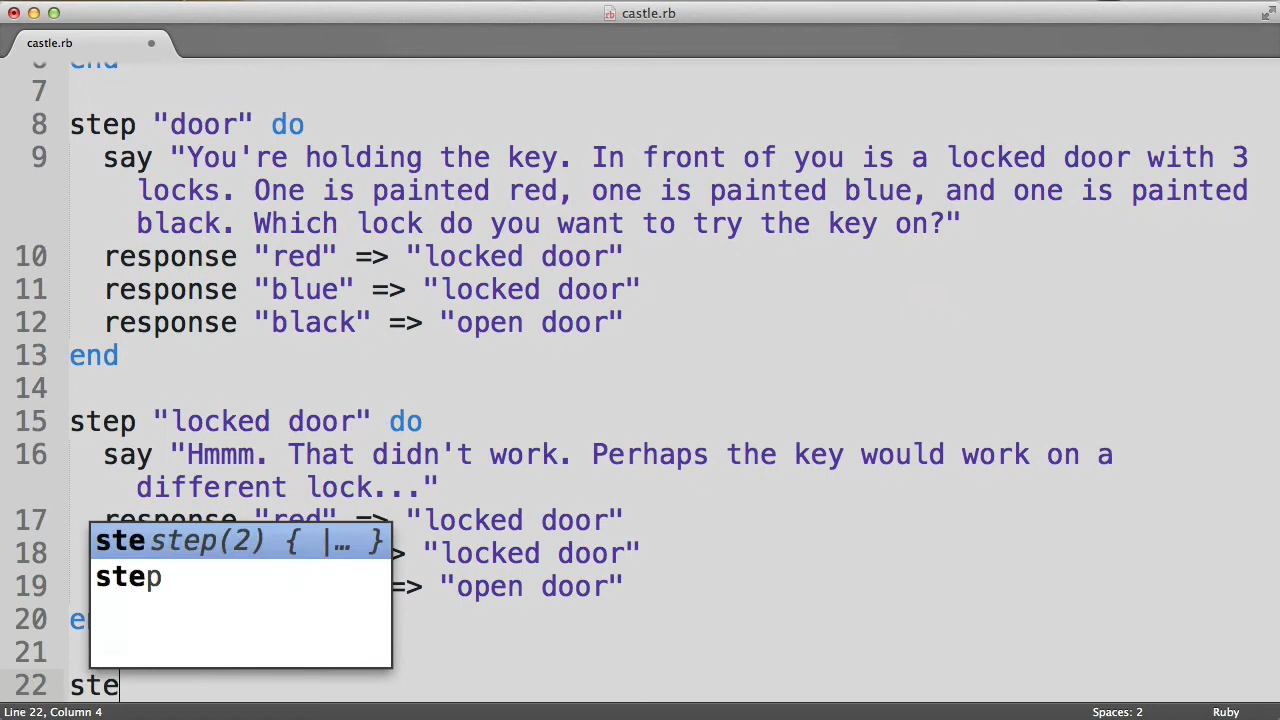 castle.rb
castle.rb
6 end
7
8 step "door" do
9 say "You're holding the key. In front of you is a locked door with 3
locks. One is painted red, one is painted blue, and one is painted
black. Which lock do you want to try the key on?"
10 response "red" => "locked door"
11 response "blue" => "locked door"
12 response "black" => "open door"
13 end
14
15 step "locked door" do
16 say "Hmmm. That didn't work. Perhaps the key would work on a
different lock..."
17 response "red" => "locked door"
18 > "locked door"
19 => "open door"
20 e
21
22 ste
ste step(2) { |… }
step
Line 22, Column 4
Spaces: 2
Ruby